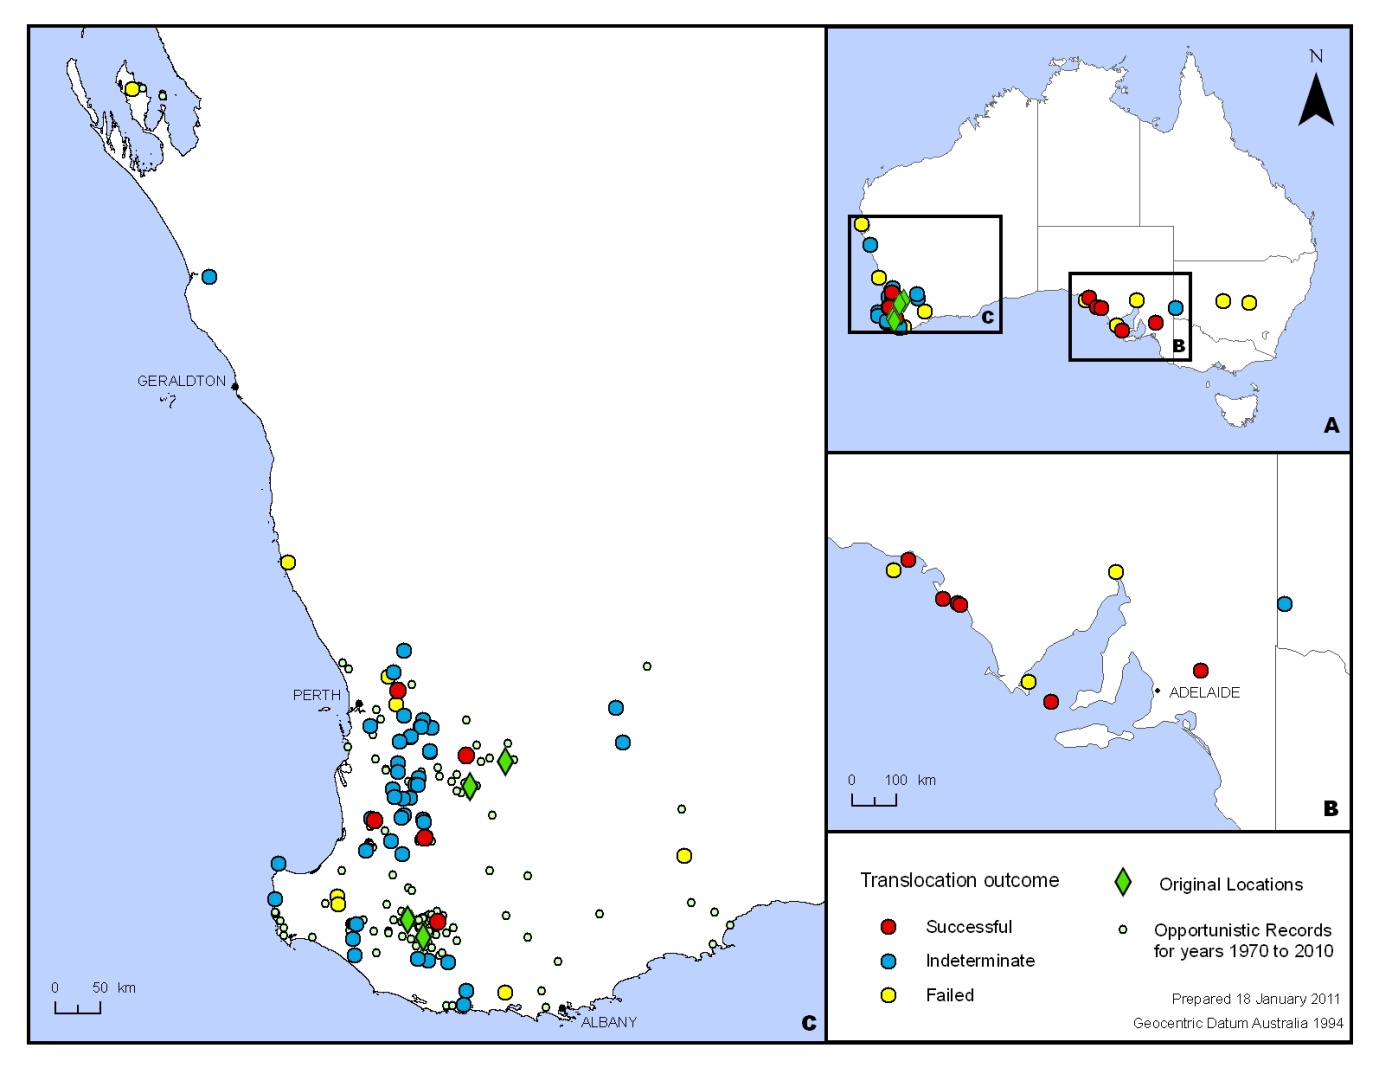 GERALDTON
PERTH
ALBANY
0 50 km
C
N
C
B
A
ADELAIDE
0 100 km
B
Translocation outcome
Successful
Indeterminate
Failed
Original Locations
Opportunistic Records
for years 1970 to 2010
Prepared 18 January 2011
Geocentric Datum Australia 1994